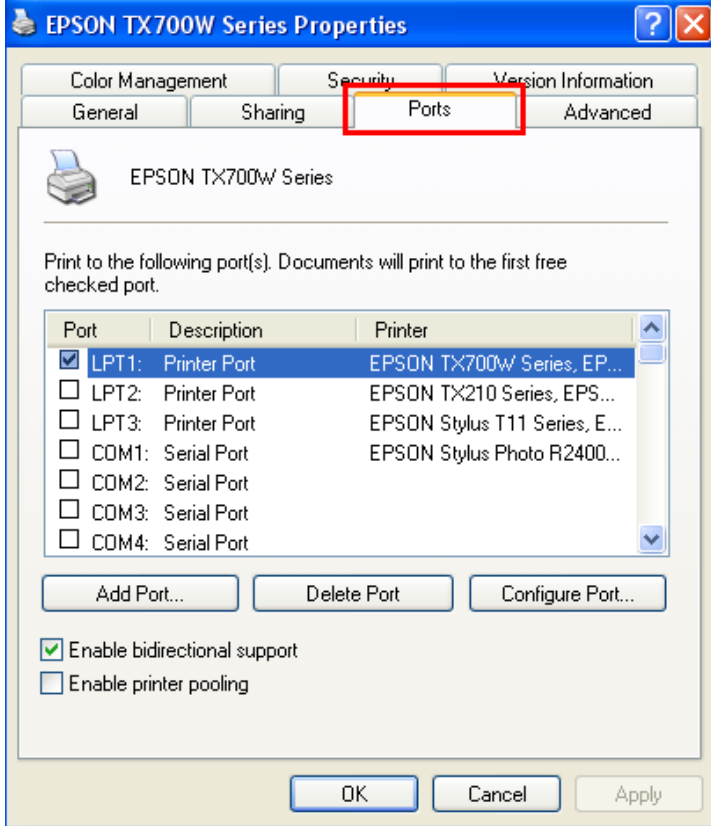 EPSON TX700W Series Properties
Color Management Security Version Information
General Sharing Ports Advanced
EPSON TX700W Series
Print to the following port(s). Documents will print to the first free
checked port.
Port Description Printer
LPT1: Printer Port EPSON TX700W Series, EP...
LPT2: Printer Port EPSON TX210 Series, EPS...
LPT3: Printer Port EPSON Stylus T11 Series, E...
COM1: Serial Port EPSON Stylus Photo R2400...
COM2: Serial Port
COM3: Serial Port
COM4: Serial Port
Add Port... Delete Port Configure Port...
Enable bidirectional support
Enable printer pooling
OK Cancel Apply